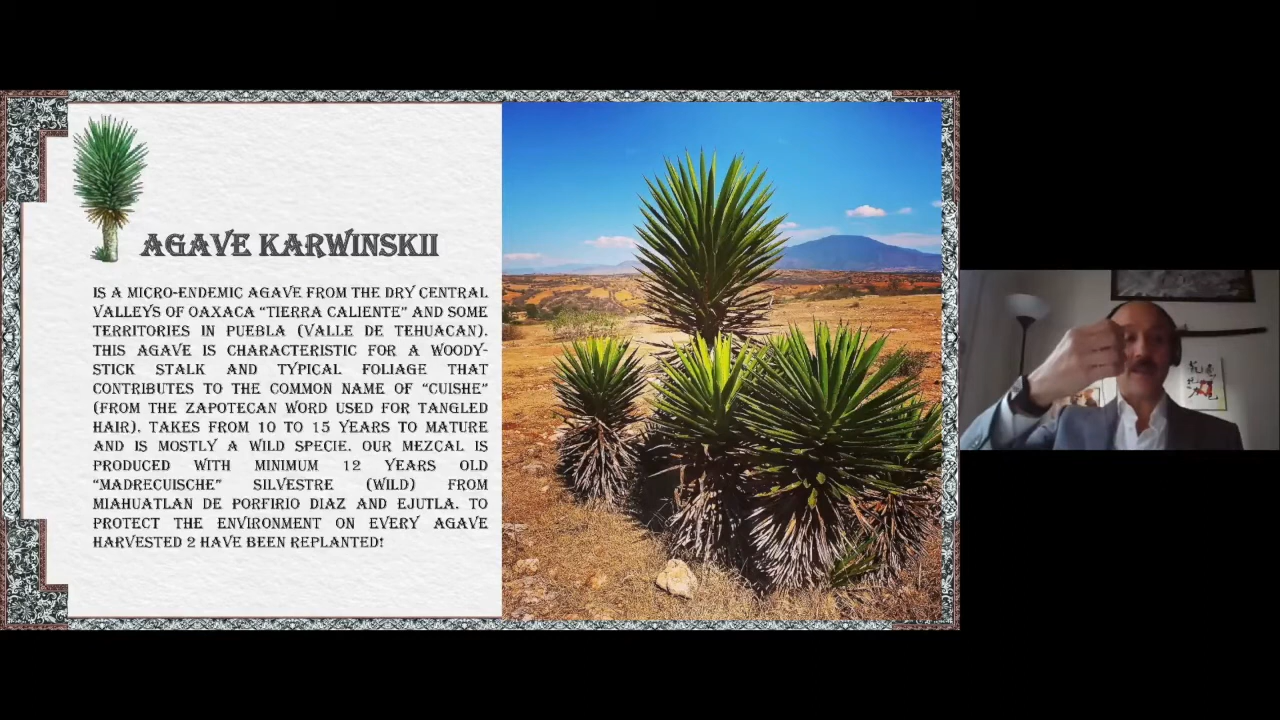 AGAVE KARWINSKII
IS A MICRO-ENDEMIC AGAVE FROM THE DRY CENTRAL
VALLEYS OF OAXACA “TIERRA CALIENTE” AND SOME
TERRITORIES IN PUEBLA (VALLE DE TEHUACAN).
THIS AGAVE IS CHARACTERISTIC FOR A WOODY-
STICK STALK AND TYPICAL FOLIAGE THAT
CONTRIBUTES TO THE COMMON NAME OF “CUISHE”
(FROM THE ZAPOTECAN WORD USED FOR TANGLED
HAIR). TAKES FROM 10 TO 15 YEARS TO MATURE
AND IS MOSTLY A WILD SPECIE. OUR MEZCAL IS
PRODUCED WITH MINIMUM 12 YEARS OLD
“MADRECUISCHE” SILVESTRE (WILD) FROM
MIAHUATLAN DE PORFIRIO DIAZ AND EJUTLA. TO
PROTECT THE ENVIRONMENT ON EVERY AGAVE
HARVESTED 2 HAVE BEEN REPLANTED!